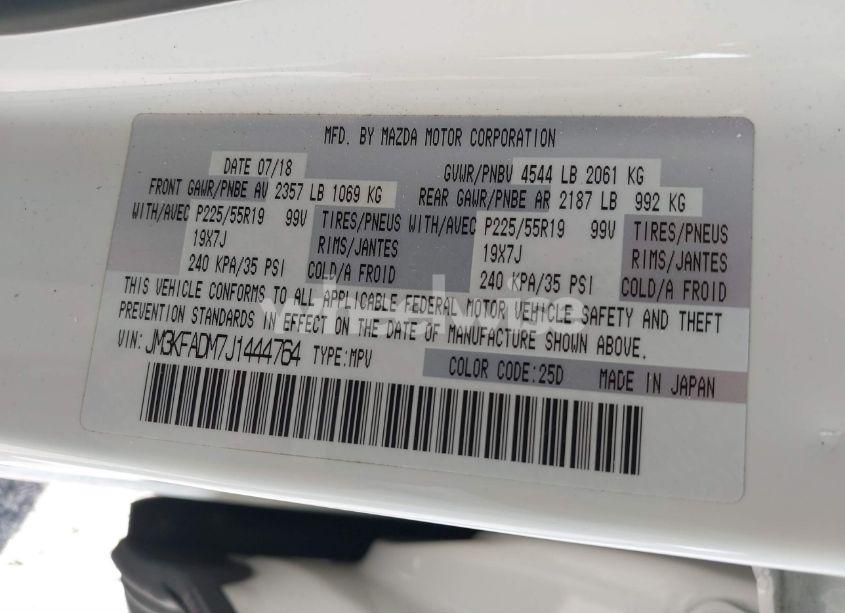 MFD. BY MAZDA MOTOR CORPORATION
DATE 07/18 GVWR/PNBV 4544 LB 2061 KG
FRONT GAWR/PNBE AV 2357 LB 1069 KG REAR GAWR/PNBE AR 2187 LB 992 KG
WITH/AVEC P225/55R19 99V TIRES/PNEUS WITH/AVEC P225/55R19 99V TIRES/PNEUS
19X7J RIMS/JANTES 19X7J RIMS/JANTES
240 KPA/35 PSI COLD/A FROID 240 KPA/35 PSI COLD/A FROID
THIS VEHICLE CONFORMS TO ALL APPLICABLE FEDERAL MOTOR VEHICLE SAFETY AND THEFT
PREVENTION STANDARDS IN EFFECT ON THE DATE OF MANUFACTURE SHOWN ABOVE.
VIN: JM3KFADM7J1444764 TYPE:MPV COLOR CODE:25D MADE IN JAPAN